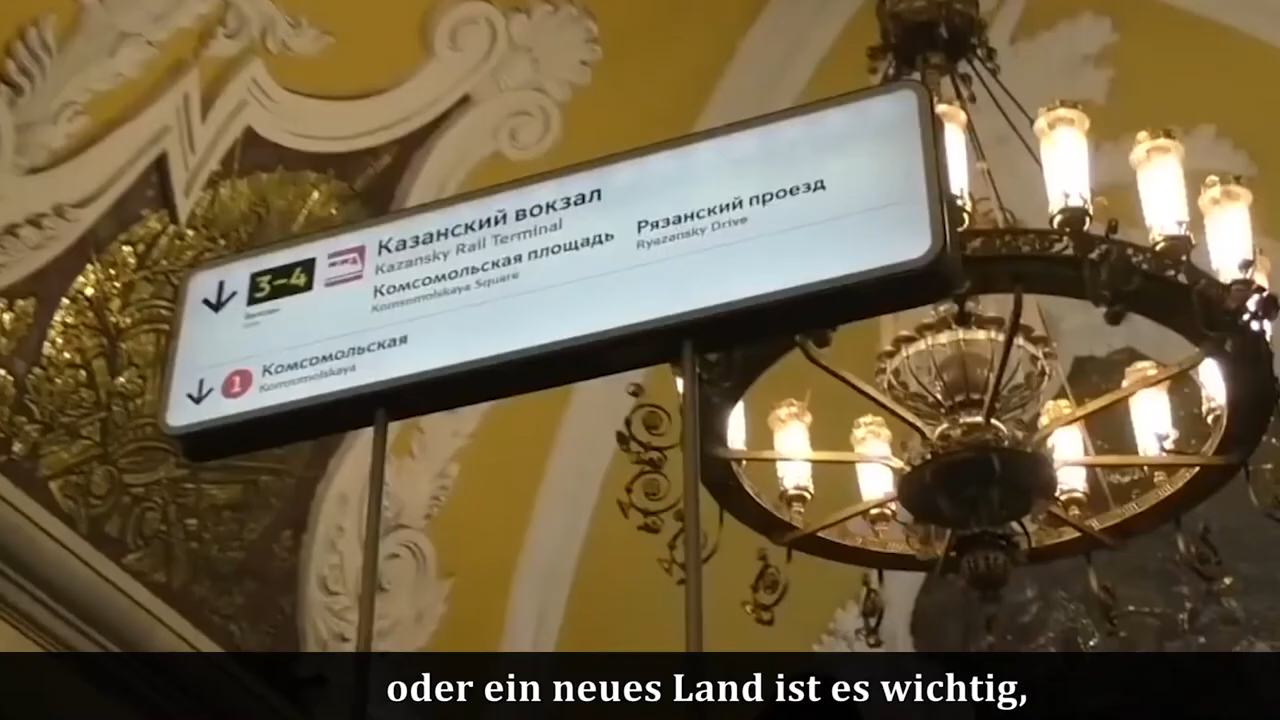 3-4
Казанский вокзал
Kazansky Rail Terminal
Комсомольская площадь
Komsomolskaya Square
Рязанский проезд
Ryazansky Drive
1
Комсомольская
Komsomolskaya
oder ein neues Land ist es wichtig,